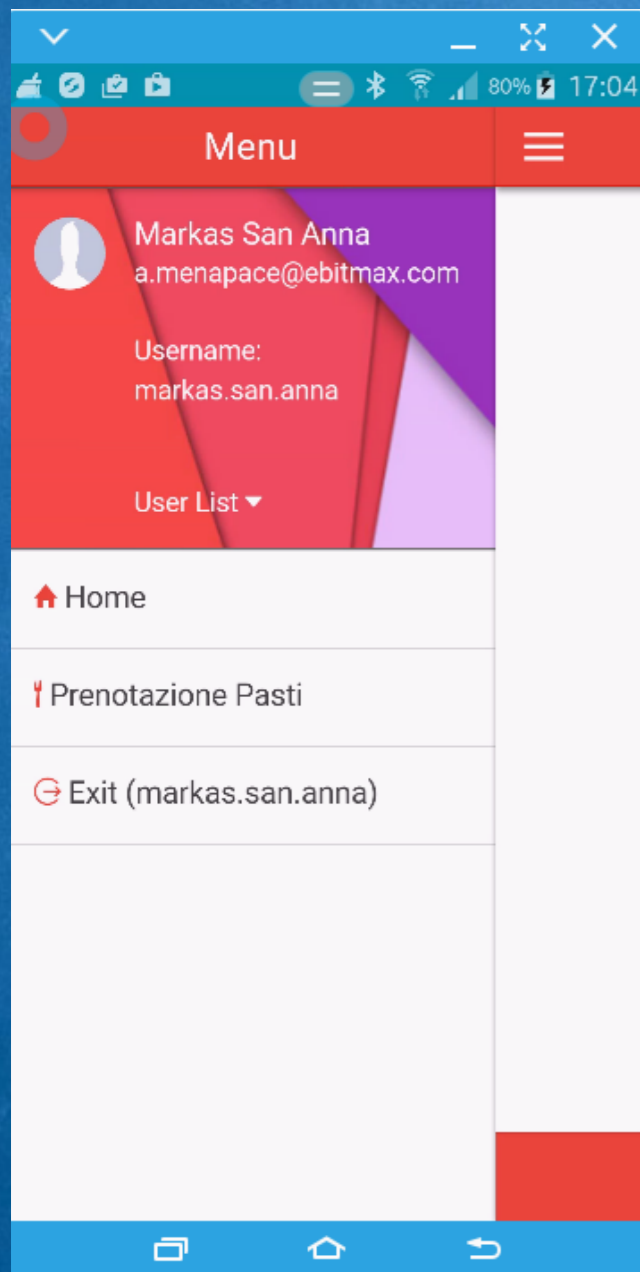 80% 17:04
Menu
Markas San Anna
a.menapace@ebitmax.com
Username:
markas.san.anna
User List
Home
Prenotazione Pasti
Exit (markas.san.anna)